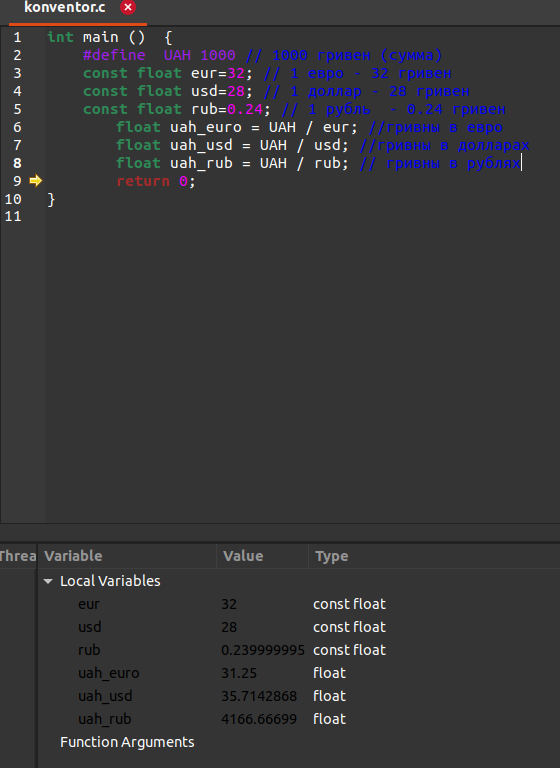 konventor.c
1 int main ()  {
2     #define  UAH 1000 // 1000 гривен (сумма)
3     const float eur=32; // 1 евро - 32 гривен
4     const float usd=28; // 1 доллар - 28 гривен
5     const float rub=0.24; // 1 рубль  - 0.24 гривен
6         float uah_euro = UAH / eur; //гривны в евро
7         float uah_usd = UAH / usd; //гривны в долларах
8         float uah_rub = UAH / rub; // гривны в рублях
9         return 0;
10 }
11
Threa Variable Value Type
Local Variables
eur 32 const float
usd 28 const float
rub 0.239999995 const float
uah_euro 31.25 float
uah_usd 35.7142868 float
uah_rub 4166.66699 float
Function Arguments